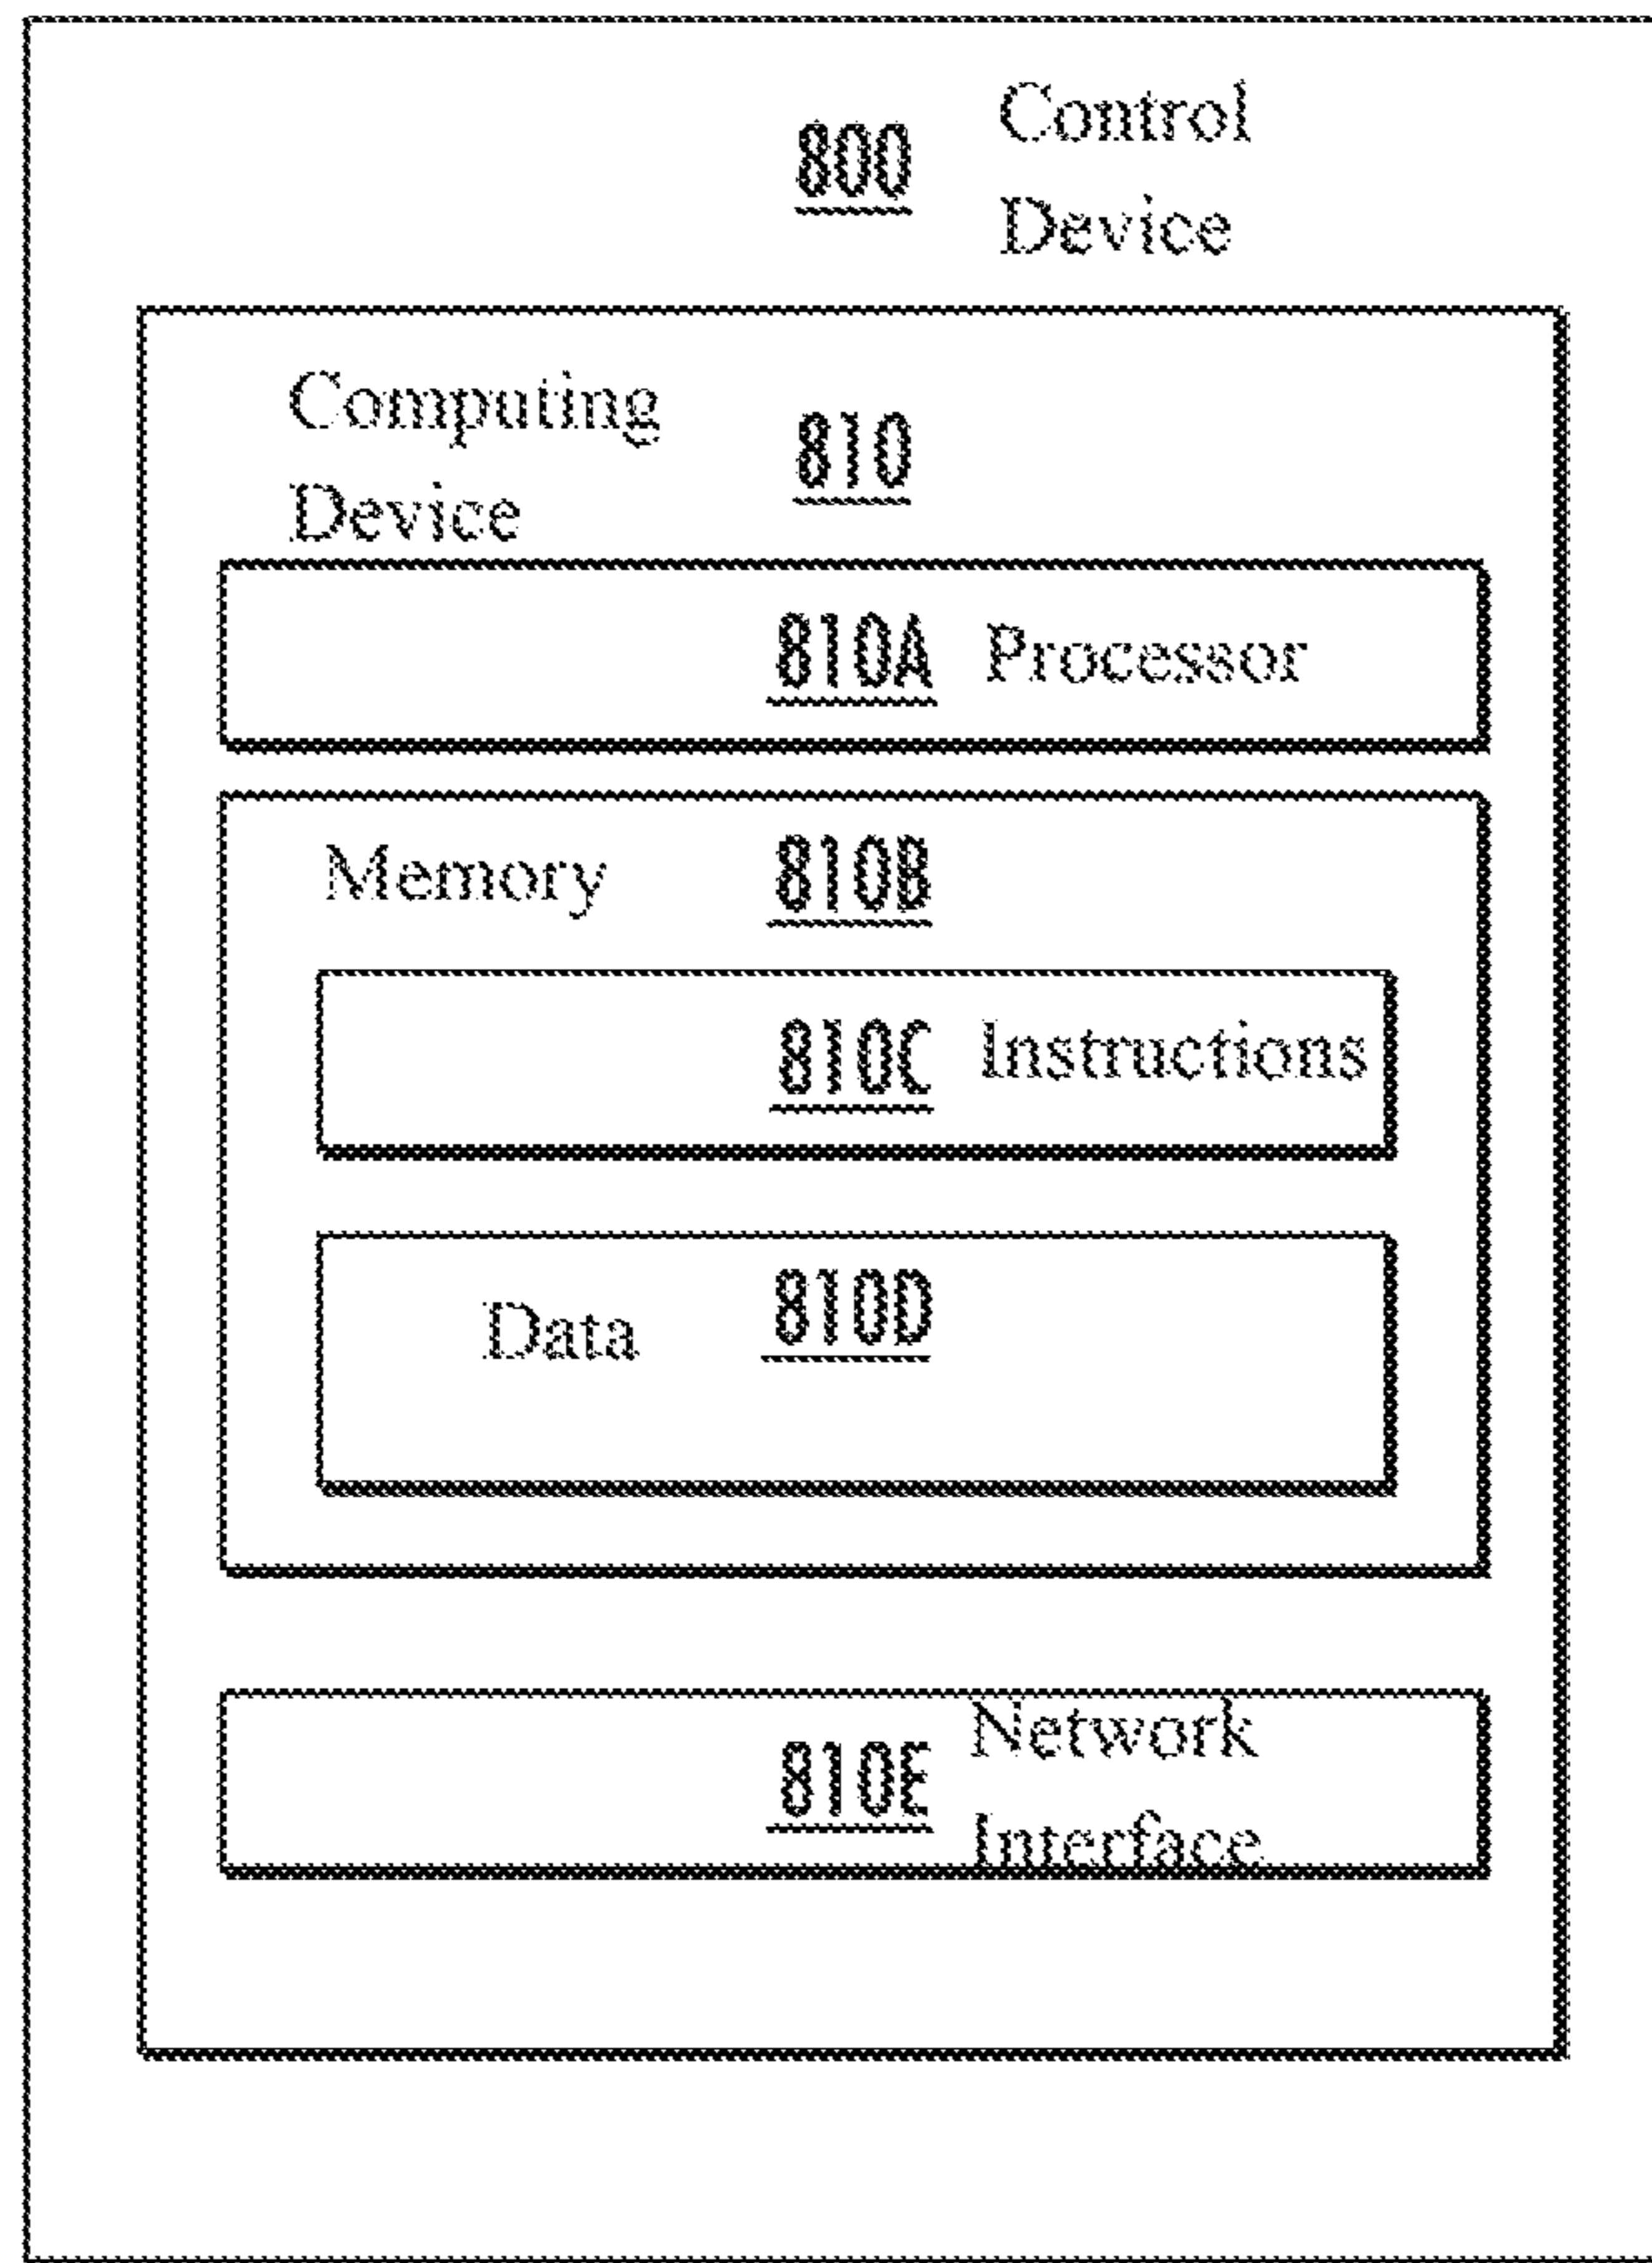 800 Control
Device
Computing
Device 810
810A Processor
Memory 810B
810C Instructions
Data 810D
810E Network
Interface